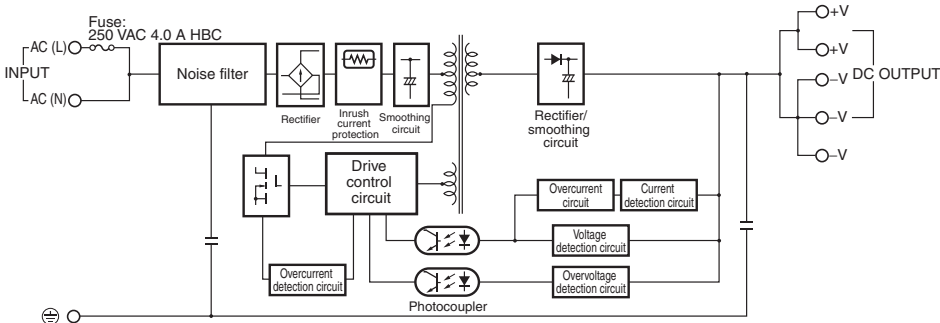 Fuse:
250 VAC 4.0 A HBC
AC (L)
INPUT
AC (N)
Noise filter
Rectifier
Inrush
current
protection
Smoothing
circuit
Rectifier/
smoothing
circuit
+V
+V
−V
DC OUTPUT
−V
−V
Drive
control
circuit
Overcurrent
circuit
Current
detection circuit
Voltage
detection circuit
Overcurrent
detection circuit
Overvoltage
detection circuit
Photocoupler